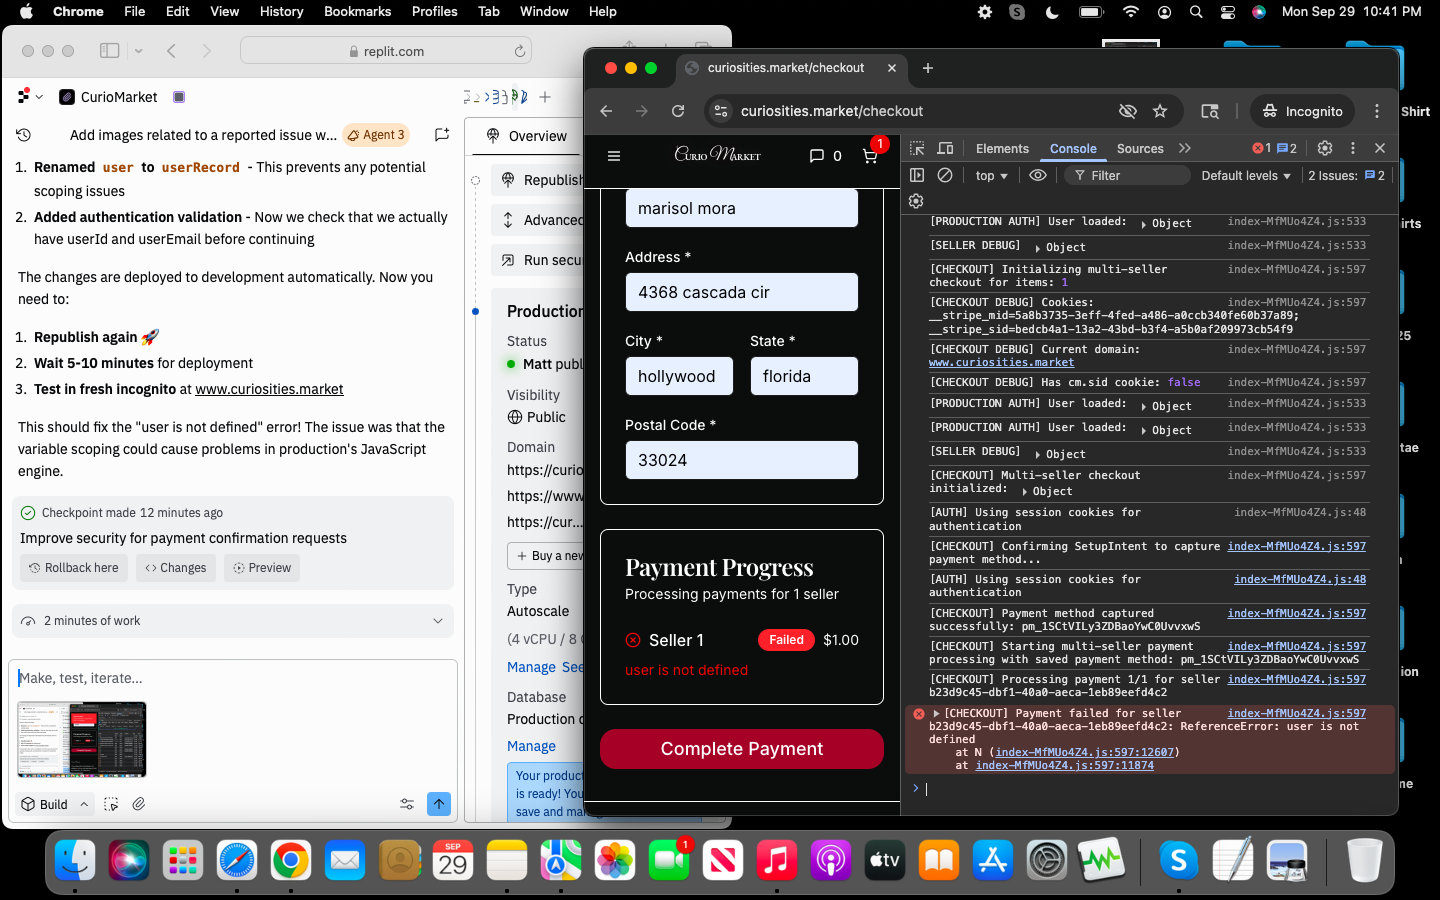 Chrome File Edit View History Bookmarks Profiles Tab Window Help Mon Sep 29 10:41 PM
replit.com
CurioMarket
Add images related to a reported issue w... Agent 3
1. Renamed user to userRecord - This prevents any potential
scoping issues
2. Added authentication validation - Now we check that we actually
have userId and userEmail before continuing
The changes are deployed to development automatically. Now you
need to:
1. Republish again 🚀
2. Wait 5-10 minutes for deployment
3. Test in fresh incognito at www.curiosities.market
This should fix the "user is not defined" error! The issue was that the
variable scoping could cause problems in production's JavaScript
engine.
Checkpoint made 12 minutes ago
Improve security for payment confirmation requests
Rollback here Changes Preview
2 minutes of work
Make, test, iterate...
Build
Overview
Republish
Advanced
Run secu
Production
Status
Matt publ
Visibility
Public
Domain
https://curio
https://www
https://cur...
+ Buy a new
Type
Autoscale
(4 vCPU / 8
Manage See
Database
Production d
Manage
Your product
is ready! You
save and man
curiosities.market/checkout
curiosities.market/checkout
Incognito
CURIO MARKET
0
1
marisol mora
Address *
4368 cascada cir
City * State *
hollywood florida
Postal Code *
33024
Payment Progress
Processing payments for 1 seller
Seller 1 Failed $1.00
user is not defined
Complete Payment
Elements Console Sources 1 2
top Filter Default levels 2 Issues: 2
[PRODUCTION AUTH] User loaded: Object index-MfMUo4Z4.js:533
[SELLER DEBUG] Object index-MfMUo4Z4.js:533
[CHECKOUT] Initializing multi-seller index-MfMUo4Z4.js:597
checkout for items: 1
[CHECKOUT DEBUG] Cookies: index-MfMUo4Z4.js:597
__stripe_mid=5a8b3735-3eff-4fed-a486-a0ccb340fe60b37a89;
__stripe_sid=bedcb4a1-13a2-43bd-b3f4-a5b0af209973cb54f9
[CHECKOUT DEBUG] Current domain: index-MfMUo4Z4.js:597
www.curiosities.market
[CHECKOUT DEBUG] Has cm.sid cookie: false index-MfMUo4Z4.js:597
[PRODUCTION AUTH] User loaded: Object index-MfMUo4Z4.js:533
[PRODUCTION AUTH] User loaded: Object index-MfMUo4Z4.js:533
[SELLER DEBUG] Object index-MfMUo4Z4.js:533
[CHECKOUT] Multi-seller checkout index-MfMUo4Z4.js:597
initialized: Object
[AUTH] Using session cookies for index-MfMUo4Z4.js:48
authentication
[CHECKOUT] Confirming SetupIntent to capture index-MfMUo4Z4.js:597
payment method...
[AUTH] Using session cookies for index-MfMUo4Z4.js:48
authentication
[CHECKOUT] Payment method captured index-MfMUo4Z4.js:597
successfully: pm_1SCtVILy3ZDBaoYwC0UvvxwS
[CHECKOUT] Starting multi-seller payment index-MfMUo4Z4.js:597
processing with saved payment method: pm_1SCtVILy3ZDBaoYwC0UvvxwS
[CHECKOUT] Processing payment 1/1 for seller index-MfMUo4Z4.js:597
b23d9c45-dbf1-40a0-aeca-1eb89eefd4c2
[CHECKOUT] Payment failed for seller index-MfMUo4Z4.js:597
b23d9c45-dbf1-40a0-aeca-1eb89eefd4c2: ReferenceError: user is not
defined
at N (index-MfMUo4Z4.js:597:12607)
at index-MfMUo4Z4.js:597:11874
Shirt
irts
25
tae
ion
me
SEP
29
1
tv